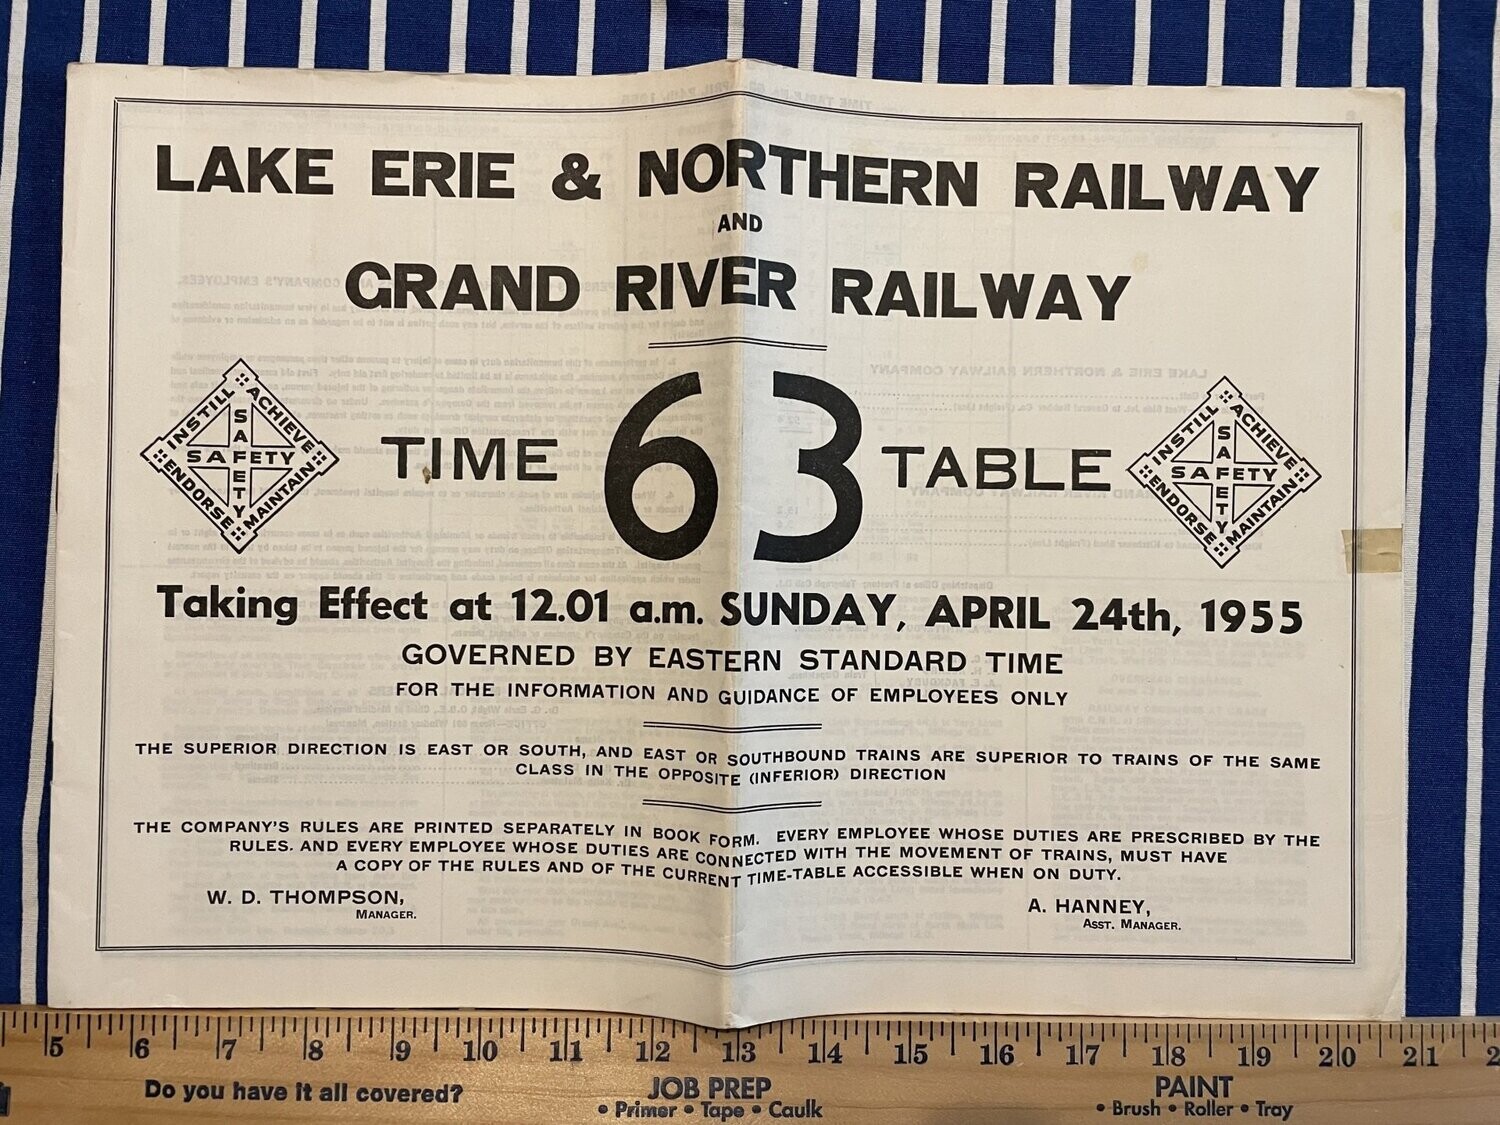 LAKE ERIE & NORTHERN RAILWAY
AND
GRAND RIVER RAILWAY
INSTILL
ACHIEVE
SAFETY
SAFETY
ENDORSE
MAINTAIN
TIME 63 TABLE
INSTILL
ACHIEVE
SAFETY
SAFETY
ENDORSE
MAINTAIN
Taking Effect at 12.01 a.m. SUNDAY, APRIL 24th, 1955
GOVERNED BY EASTERN STANDARD TIME
FOR THE INFORMATION AND GUIDANCE OF EMPLOYEES ONLY
THE SUPERIOR DIRECTION IS EAST OR SOUTH, AND EAST OR SOUTHBOUND TRAINS ARE SUPERIOR TO TRAINS OF THE SAME
CLASS IN THE OPPOSITE (INFERIOR) DIRECTION
THE COMPANY'S RULES ARE PRINTED SEPARATELY IN BOOK FORM. EVERY EMPLOYEE WHOSE DUTIES ARE PRESCRIBED BY THE
RULES. AND EVERY EMPLOYEE WHOSE DUTIES ARE CONNECTED WITH THE MOVEMENT OF TRAINS, MUST HAVE
A COPY OF THE RULES AND OF THE CURRENT TIME-TABLE ACCESSIBLE WHEN ON DUTY.
W. D. THOMPSON,
MANAGER.
A. HANNEY,
ASST. MANAGER.
5 6 7 8 9 10 11 12 13 14 15 16 17 18 19 20 21 2
Do you have it all covered?
JOB PREP
• Primer • Tape • Caulk
PAINT
• Brush • Roller • Tray